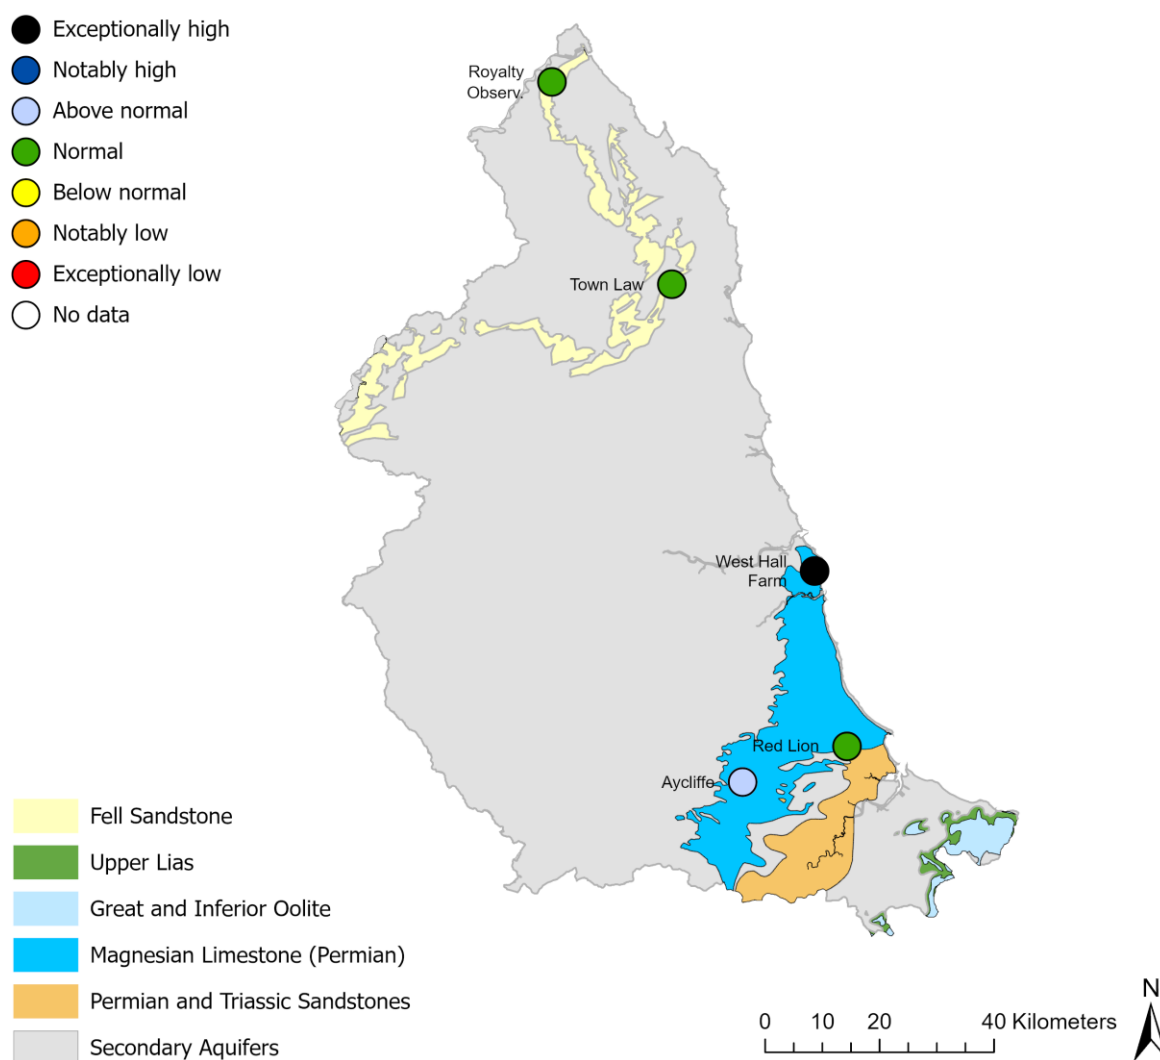 Exceptionally high
Notably high
Above normal
Normal
Below normal
Notably low
Exceptionally low
No data
Royalty
Observ.
Town Law
West Hall
Farm
Red Lion
Aycliffe
Fell Sandstone
Upper Lias
Great and Inferior Oolite
Magnesian Limestone (Permian)
Permian and Triassic Sandstones
Secondary Aquifers
0 10 20 40 Kilometers
N